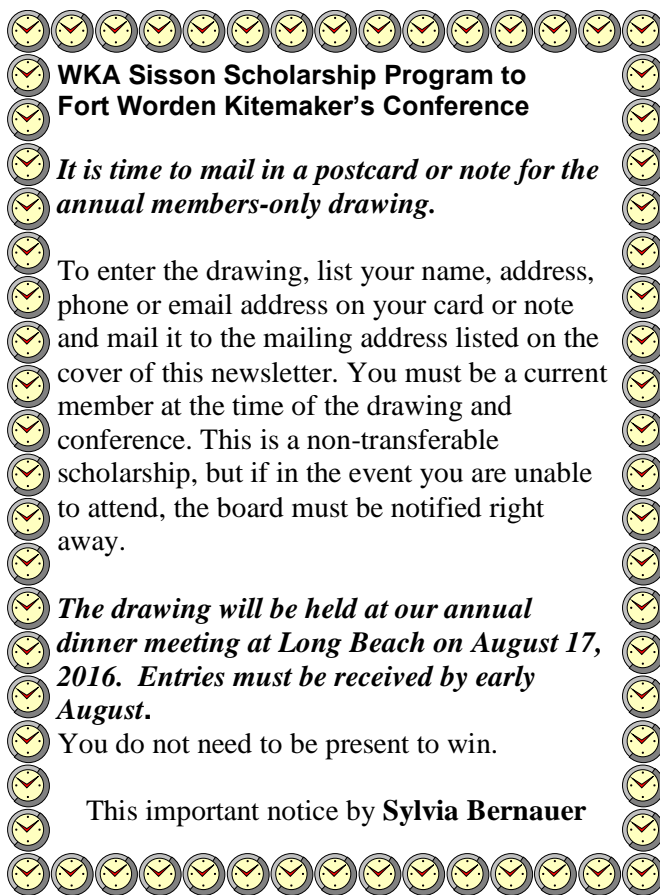 WKA Sisson Scholarship Program to
Fort Worden Kitemaker's Conference
It is time to mail in a postcard or note for the
annual members-only drawing.
To enter the drawing, list your name, address,
phone or email address on your card or note
and mail it to the mailing address listed on the
cover of this newsletter. You must be a current
member at the time of the drawing and
conference. This is a non-transferable
scholarship, but if in the event you are unable
to attend, the board must be notified right
away.
The drawing will be held at our annual
dinner meeting at Long Beach on August 17,
2016.  Entries must be received by early
August.
You do not need to be present to win.
This important notice by Sylvia Bernauer